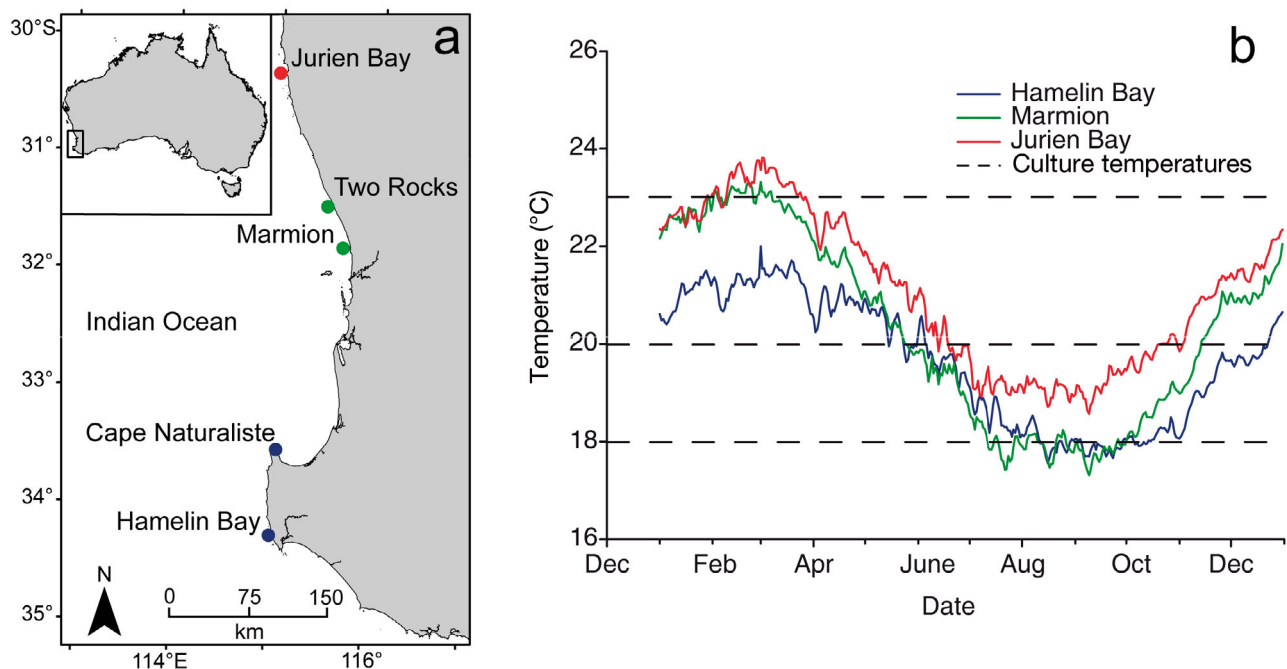 a
30°S
31°
32°
33°
34°
35°
114°E
116°
Jurien Bay
Two Rocks
Marmion
Indian Ocean
Cape Naturaliste
Hamelin Bay
N
0 75 150
km
b
26
24
22
20
18
16
Temperature (°C)
Hamelin Bay
Marmion
Jurien Bay
Culture temperatures
Dec Feb Apr June Aug Oct Dec
Date